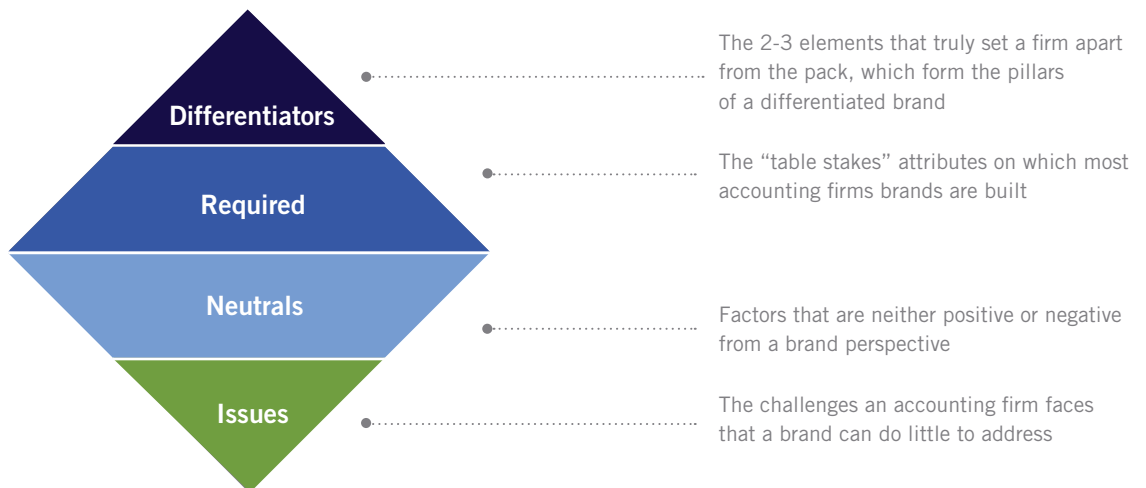 Differentiators
The 2-3 elements that truly set a firm apart
from the pack, which form the pillars
of a differentiated brand
Required
The “table stakes” attributes on which most
accounting firms brands are built
Neutrals
Factors that are neither positive or negative
from a brand perspective
Issues
The challenges an accounting firm faces
that a brand can do little to address